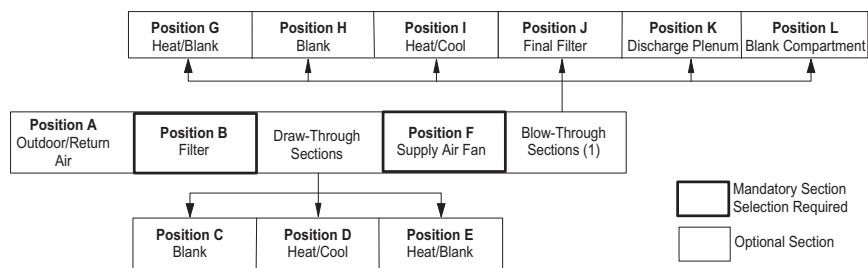 Position G
Heat/Blank
Position H
Blank
Position I
Heat/Cool
Position J
Final Filter
Position K
Discharge Plenum
Position L
Blank Compartment
Position A
Outdoor/Return
Air
Position B
Filter
Draw-Through
Sections
Position F
Supply Air Fan
Blow-Through
Sections (1)
Mandatory Section
Selection Required
Optional Section
Position C
Blank
Position D
Heat/Cool
Position E
Heat/Blank